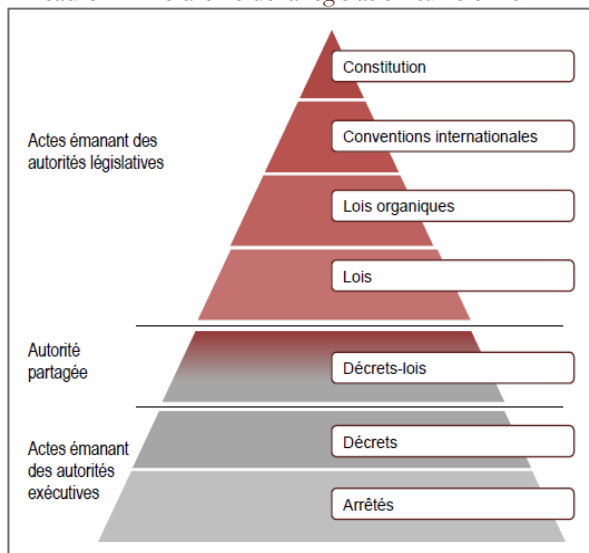 Constitution
Actes émanant des
autorités législatives
Conventions internationales
Lois organiques
Lois
Autorité
partagée
Décrets-lois
Actes émanant
des autorités
exécutives
Décrets
Arrêtés